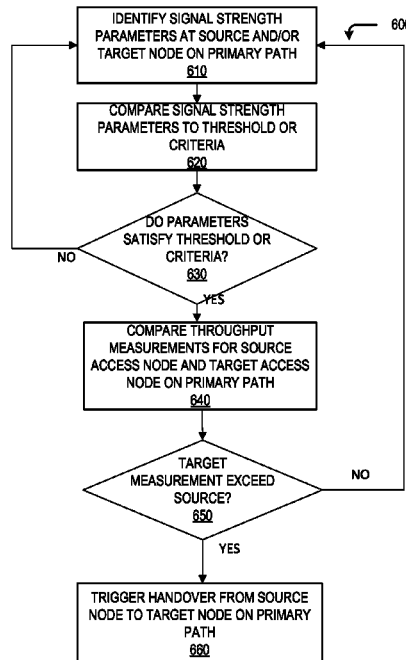 IDENTIFY SIGNAL STRENGTH
PARAMETERS AT SOURCE AND/OR
TARGET NODE ON PRIMARY PATH
610
600
COMPARE SIGNAL STRENGTH
PARAMETERS TO THRESHOLD OR
CRITERIA
620
DO PARAMETERS
SATISFY THRESHOLD OR
CRITERIA?
630
NO
YES
COMPARE THROUGHPUT
MEASUREMENTS FOR SOURCE
ACCESS NODE AND TARGET ACCESS
NODE ON PRIMARY PATH
640
TARGET
MEASUREMENT EXCEED
SOURCE?
650
NO
YES
TRIGGER HANDOVER FROM SOURCE
NODE TO TARGET NODE ON PRIMARY
PATH
660